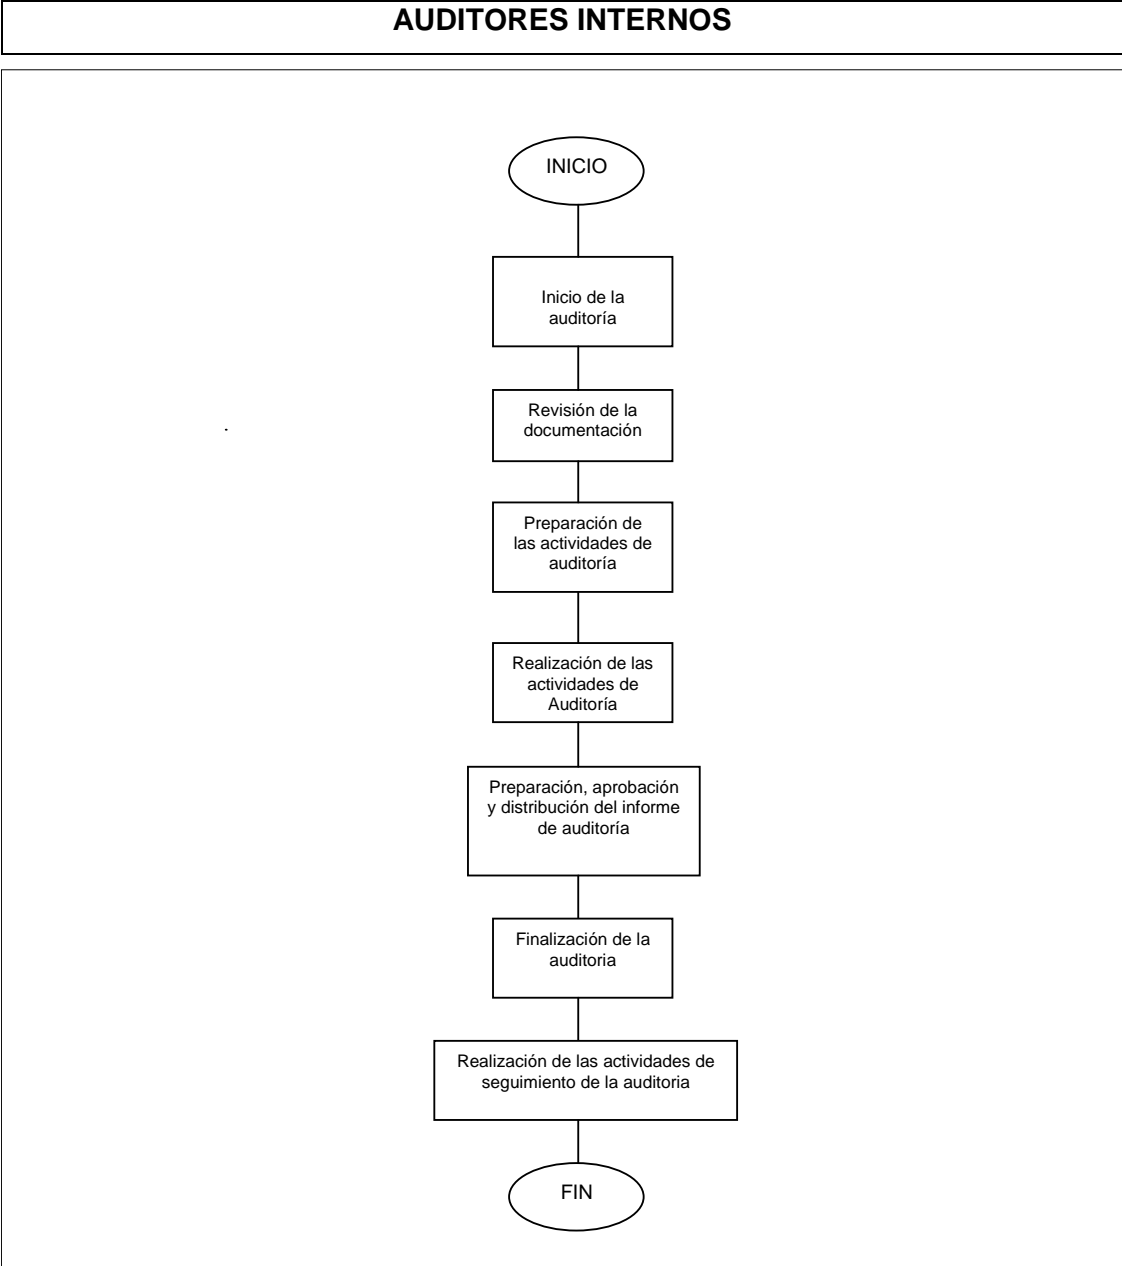 AUDITORES INTERNOS
INICIO
Inicio de la
auditoría
Revisión de la
documentación
.
Preparación de
las actividades de
auditoría
Realización de las
actividades de
Auditoría
Preparación, aprobación
y distribución del informe
de auditoría
Finalización de la
auditoria
Realización de las actividades de
seguimiento de la auditoria
FIN